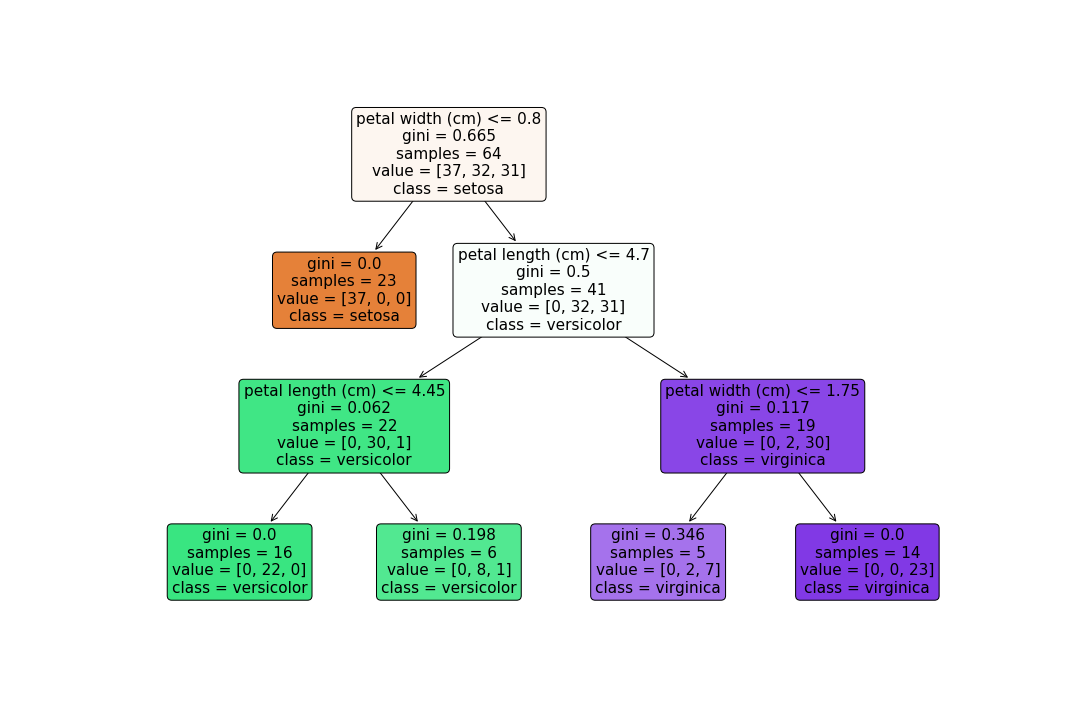 petal width (cm) <= 0.8
gini = 0.665
samples = 64
value = [37, 32, 31]
class = setosa
gini = 0.0
samples = 23
value = [37, 0, 0]
class = setosa
petal length (cm) <= 4.7
gini = 0.5
samples = 41
value = [0, 32, 31]
class = versicolor
petal length (cm) <= 4.45
gini = 0.062
samples = 22
value = [0, 30, 1]
class = versicolor
petal width (cm) <= 1.75
gini = 0.117
samples = 19
value = [0, 2, 30]
class = virginica
gini = 0.0
samples = 16
value = [0, 22, 0]
class = versicolor
gini = 0.198
samples = 6
value = [0, 8, 1]
class = versicolor
gini = 0.346
samples = 5
value = [0, 2, 7]
class = virginica
gini = 0.0
samples = 14
value = [0, 0, 23]
class = virginica